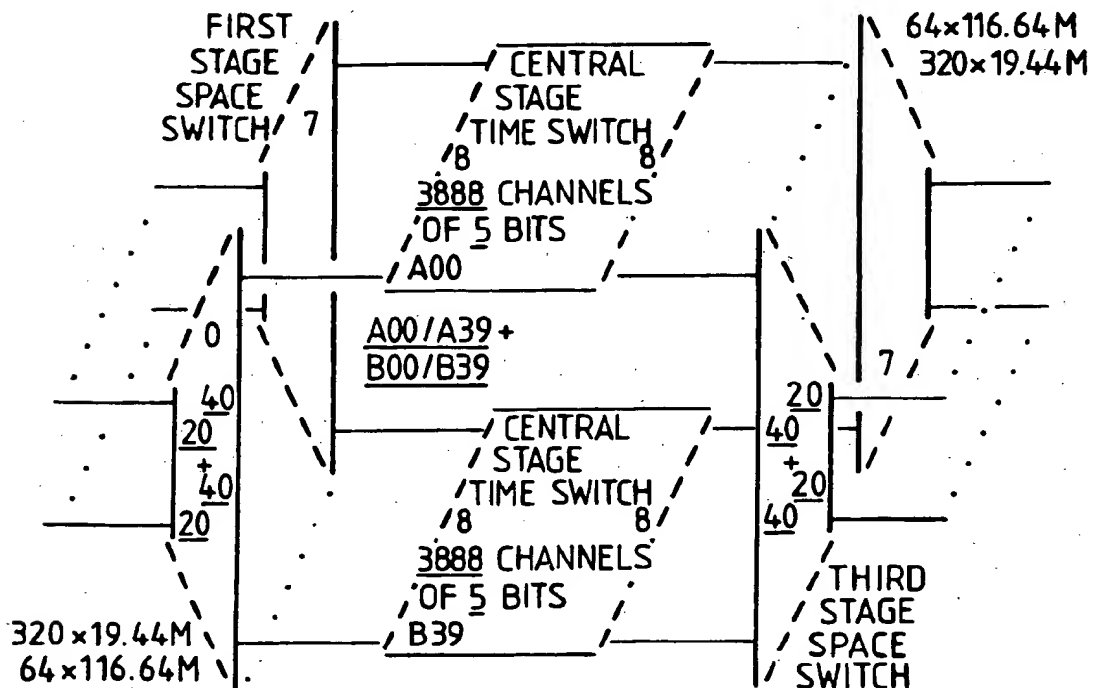 FIRST
STAGE
SPACE
SWITCH
7
CENTRAL
STAGE
TIME SWITCH
8 8
3888 CHANNELS
OF 5 BITS
A00
64×116.64M
320×19.44M
0
A00/A39+
B00/B39
7
40
20
+
40
20
20
40
+
20
40
CENTRAL
STAGE
TIME SWITCH
8 8
3888 CHANNELS
OF 5 BITS
B39
320×19.44M
64×116.64M
THIRD
STAGE
SPACE
SWITCH